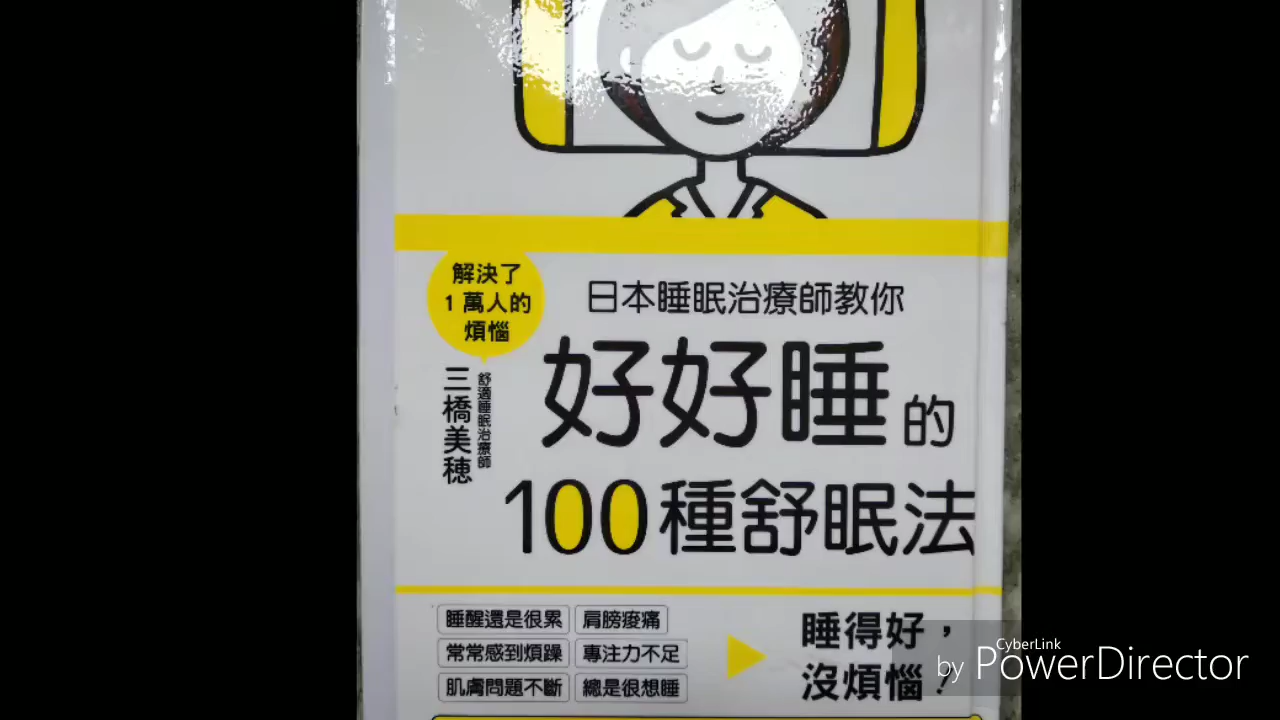 解決了
1萬人的
煩惱
日本睡眠治療師教你
好好睡的
100種舒眠法
舒適睡眠治療師
三橋美穂
睡醒還是很累
肩膀痠痛
常常感到煩躁
專注力不足
肌膚問題不斷
總是很想睡
睡得好，
沒煩惱！
CyberLink
by PowerDirector